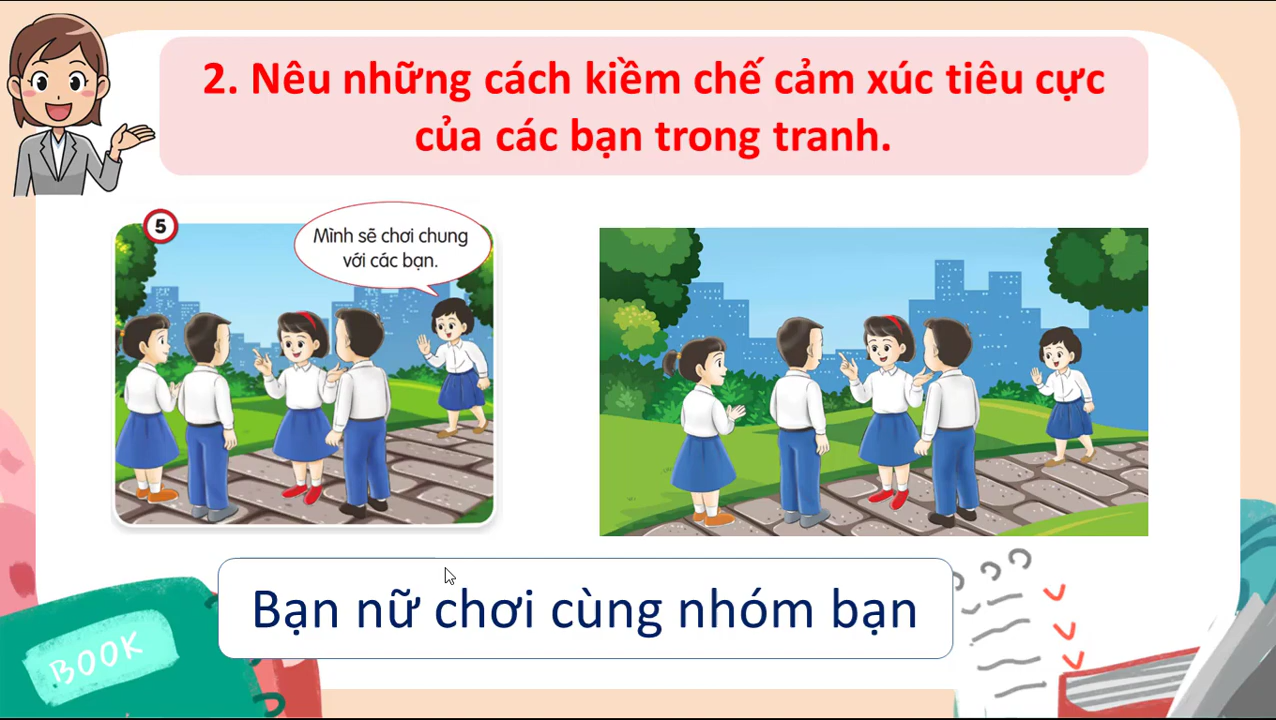 2. Nêu những cách kiềm chế cảm xúc tiêu cực
của các bạn trong tranh.
5
Mình sẽ chơi chung
với các bạn.
Bạn nữ chơi cùng nhóm bạn
BOOK